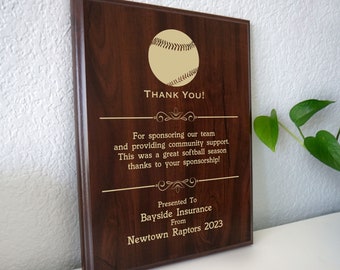 Thank You!
For sponsoring our team
and providing community support.
This was a great softball season
thanks to your sponsorship!
Presented To
Bayside Insurance
From
Newtown Raptors 2023